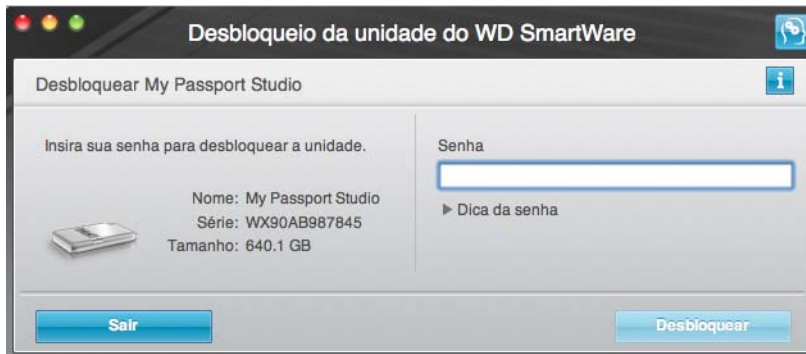 Desbloqueio da unidade do WD SmartWare
Desbloquear My Passport Studio
Insira sua senha para desbloquear a unidade.
Nome: My Passport Studio
Série: WX90AB987845
Tamanho: 640.1 GB
Senha
Dica da senha
Sair
Desbloquear